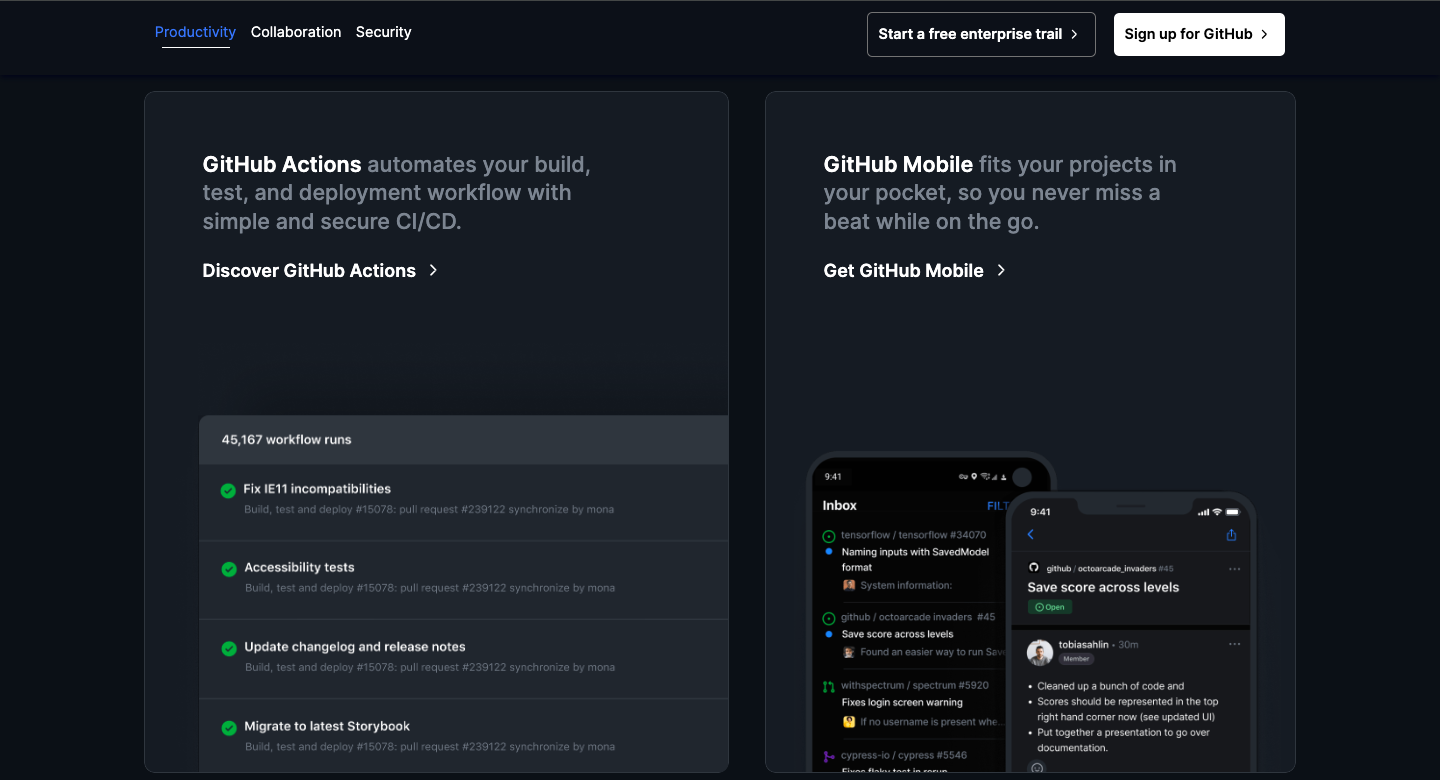 Productivity Collaboration Security
Start a free enterprise trail
Sign up for GitHub
GitHub Actions automates your build,
test, and deployment workflow with
simple and secure CI/CD.
Discover GitHub Actions
45,167 workflow runs
Fix IE11 incompatibilities
Build, test and deploy #15078: pull request #239122 synchronize by mona
Accessibility tests
Build, test and deploy #15078: pull request #239122 synchronize by mona
Update changelog and release notes
Build, test and deploy #15078: pull request #239122 synchronize by mona
Migrate to latest Storybook
Build, test and deploy #15078: pull request #239122 synchronize by mona
GitHub Mobile fits your projects in
your pocket, so you never miss a
beat while on the go.
Get GitHub Mobile
9:41
Inbox FILT
tensorflow / tensorflow #34070
Naming inputs with SavedModel
format
System information:
github / octoarcade invaders #45
Save score across levels
Found an easier way to run Save
withspectrum / spectrum #5920
Fixes login screen warning
If no username is present whe...
cypress-io / cypress #5546
Fixes flaky test in rerun
9:41
github / octoarcade_invaders #45
Save score across levels
Open
tobiasahlin • 30m
Member
• Cleaned up a bunch of code and
• Scores should be represented in the top
right hand corner now (see updated UI)
• Put together a presentation to go over
documentation.